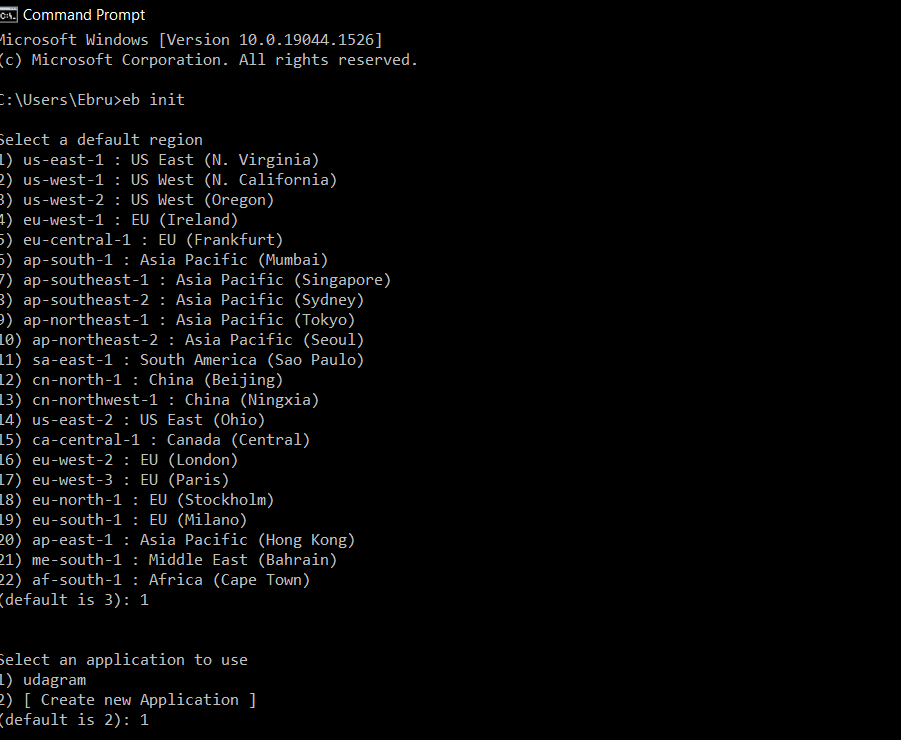 Command Prompt
Microsoft Windows [Version 10.0.19044.1526]
(c) Microsoft Corporation. All rights reserved.
C:\Users\Ebru>eb init
Select a default region
1) us-east-1 : US East (N. Virginia)
2) us-west-1 : US West (N. California)
3) us-west-2 : US West (Oregon)
4) eu-west-1 : EU (Ireland)
5) eu-central-1 : EU (Frankfurt)
6) ap-south-1 : Asia Pacific (Mumbai)
7) ap-southeast-1 : Asia Pacific (Singapore)
8) ap-southeast-2 : Asia Pacific (Sydney)
9) ap-northeast-1 : Asia Pacific (Tokyo)
10) ap-northeast-2 : Asia Pacific (Seoul)
11) sa-east-1 : South America (Sao Paulo)
12) cn-north-1 : China (Beijing)
13) cn-northwest-1 : China (Ningxia)
14) us-east-2 : US East (Ohio)
15) ca-central-1 : Canada (Central)
16) eu-west-2 : EU (London)
17) eu-west-3 : EU (Paris)
18) eu-north-1 : EU (Stockholm)
19) eu-south-1 : EU (Milano)
20) ap-east-1 : Asia Pacific (Hong Kong)
21) me-south-1 : Middle East (Bahrain)
22) af-south-1 : Africa (Cape Town)
(default is 3): 1
Select an application to use
1) udagram
2) [ Create new Application ]
(default is 2): 1